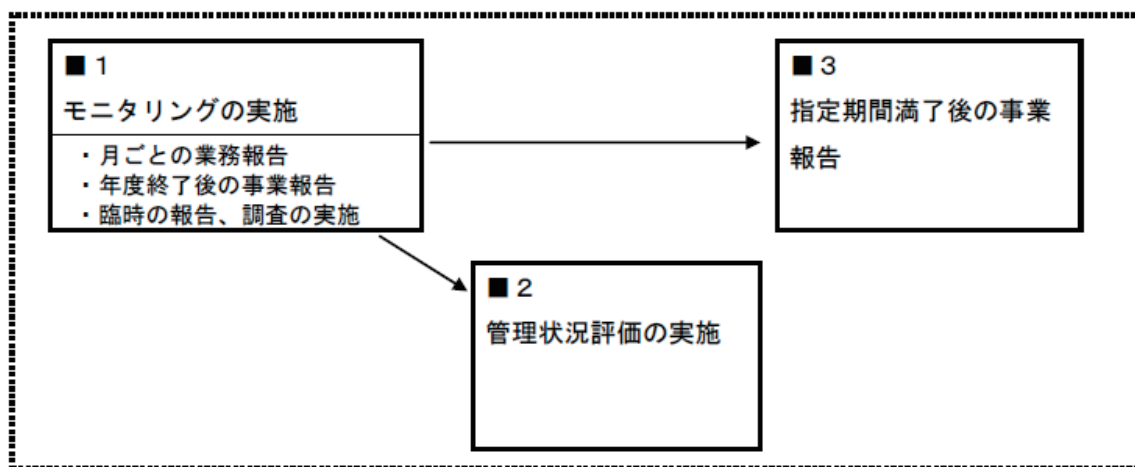 ■１
モニタリングの実施
・月ごとの業務報告
・年度終了後の事業報告
・臨時の報告、調査の実施
■３
指定期間満了後の事業
報告
■２
管理状況評価の実施